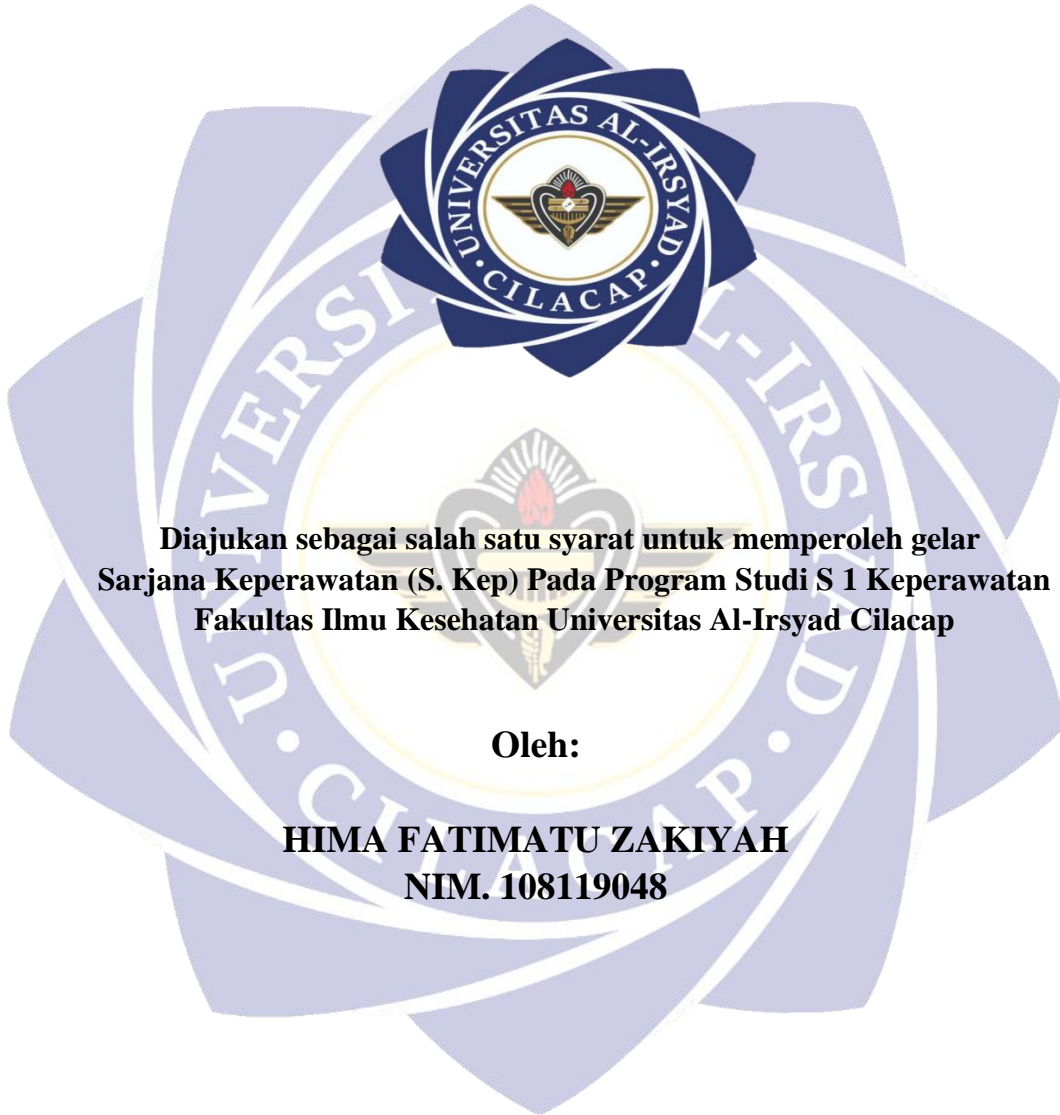 UNIVERSITAS AL-IRSYAD
CILACAP
Diajukan sebagai salah satu syarat untuk memperoleh gelar
Sarjana Keperawatan (S. Kep) Pada Program Studi S 1 Keperawatan
Fakultas Ilmu Kesehatan Universitas Al-Irsyad Cilacap
Oleh:
HIMA FATIMATU ZAKIYAH
NIM. 108119048